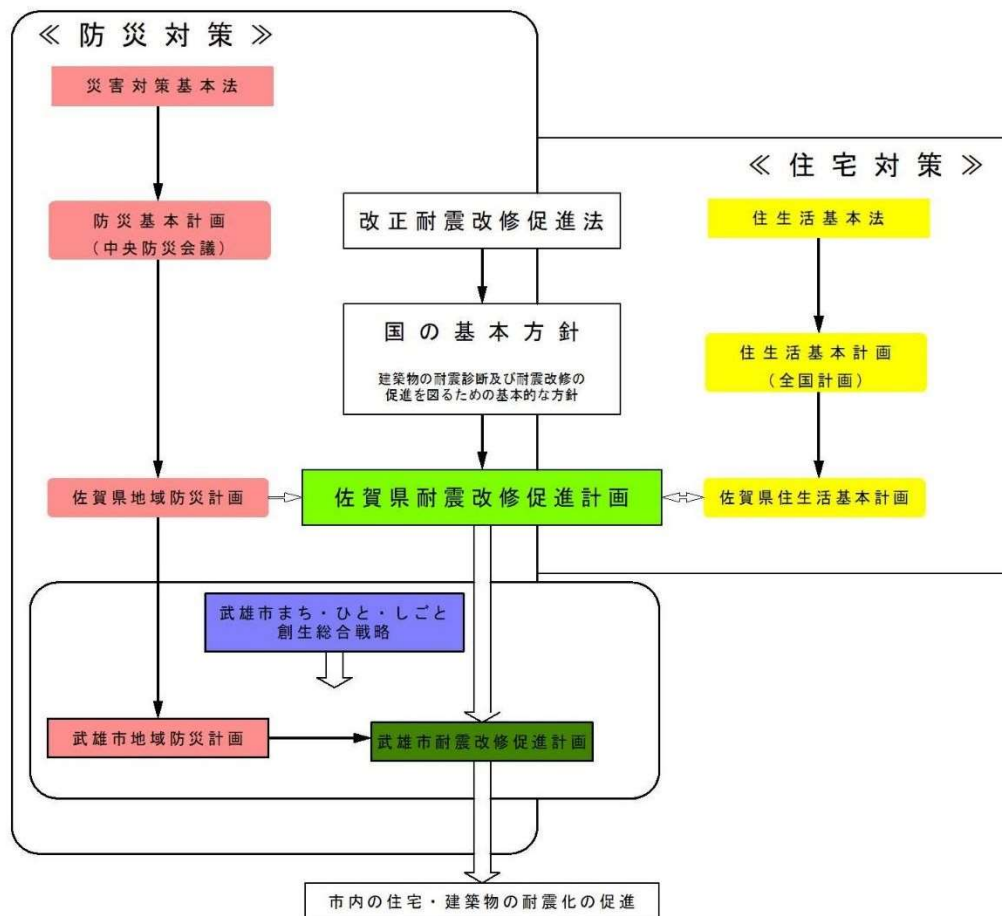 ≪ 防 災 対 策 ≫
災害対策基本法
防災基本計画
(中央防災会議)
佐賀県地域防災計画
改正耐震改修促進法
国の基本方針
建築物の耐震診断及び耐震改修の
促進を図るための基本的な方針
佐賀県耐震改修促進計画
≪ 住 宅 対 策 ≫
住生活基本法
住生活基本計画
(全国計画)
佐賀県住生活基本計画
武雄市まち・ひと・しごと
創生総合戦略
武雄市地域防災計画
武雄市耐震改修促進計画
市内の住宅・建築物の耐震化の促進